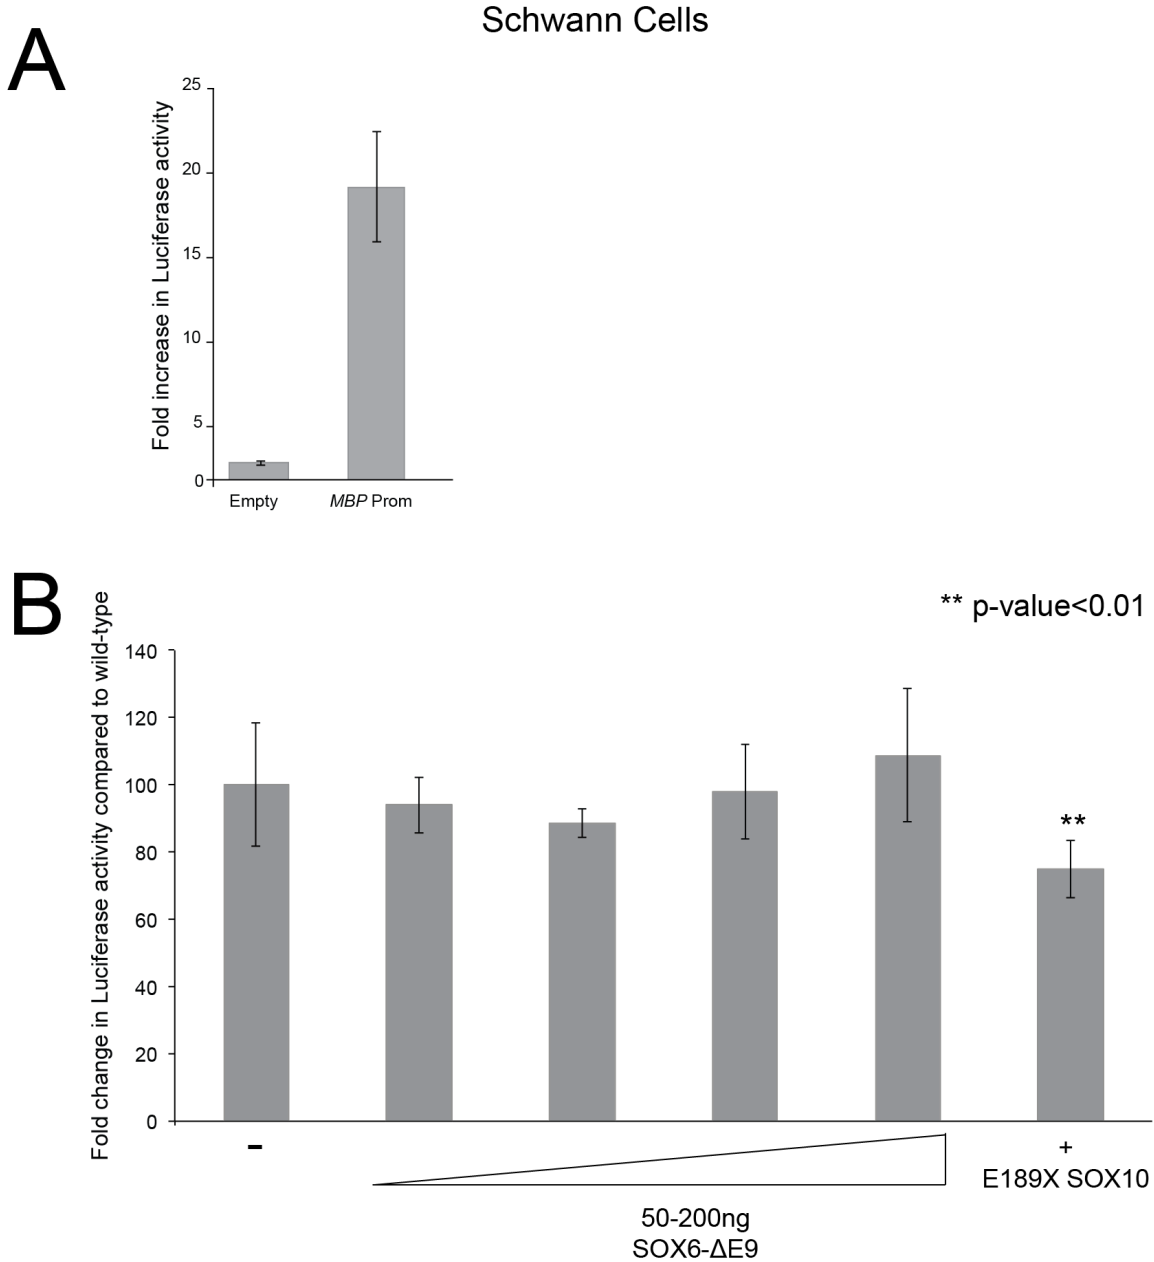 Schwann Cells
A
Fold increase in Luciferase activity
25
20
15
10
5
0
Empty
MBP Prom
B
** p-value<0.01
Fold change in Luciferase activity compared to wild-type
140
120
100
80
60
40
20
0
**
-
+
E189X SOX10
50-200ng
SOX6-ΔE9